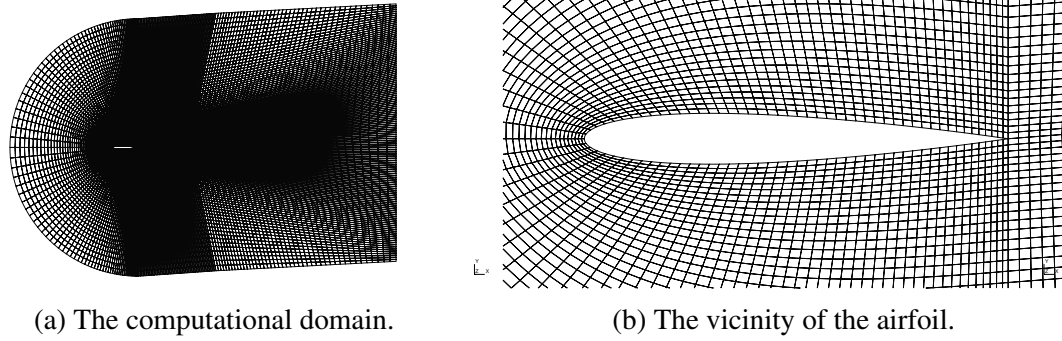 (a) The computational domain.
(b) The vicinity of the airfoil.